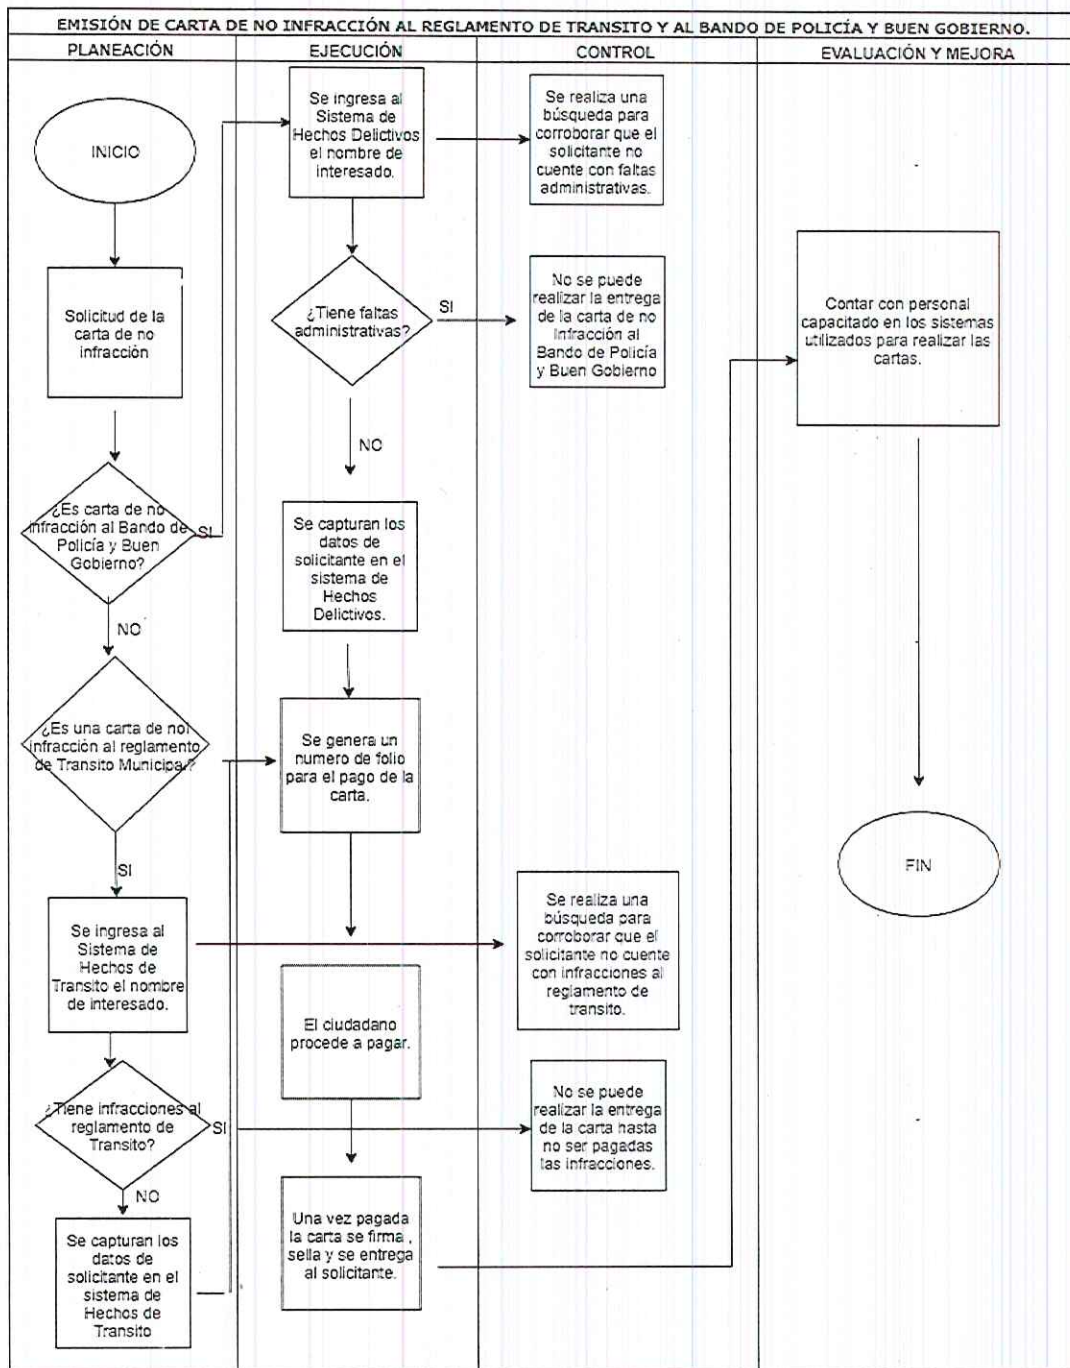 EMISIÓN DE CARTA DE NO INFRACCIÓN AL REGLAMENTO DE TRANSITO Y AL BANDO DE POLICÍA Y BUEN GOBIERNO.
PLANEACIÓN
EJECUCIÓN
CONTROL
EVALUACIÓN Y MEJORA
INICIO
Solicitud de la
carta de no
infracción
¿Es carta de no
infracción al Bando de
Policía y Buen
Gobierno?
SI
NO
¿Es una carta de no
infracción al reglamento
de Transito Municipal?
SI
Se ingresa al
Sistema de
Hechos de
Transito el nombre
de interesado.
¿Tiene infracciones al
reglamento de
Transito?
SI
NO
Se capturan los
datos de
solicitante en el
sistema de
Hechos de
Transito
Se ingresa al
Sistema de
Hechos Delictivos
el nombre de
interesado.
¿Tiene faltas
administrativas?
SI
NO
Se capturan los
datos de
solicitante en el
sistema de
Hechos
Delictivos.
Se genera un
numero de folio
para el pago de la
carta.
El ciudadano
procede a pagar.
Una vez pagada
la carta se firma ,
sella y se entrega
al solicitante.
Se realiza una
búsqueda para
corroborar que el
solicitante no
cuente con faltas
administrativas.
No se puede
realizar la entrega
de la carta de no
Infracción al
Bando de Policía
y Buen Gobierno
Se realiza una
búsqueda para
corroborar que el
solicitante no cuente
con infracciones al
reglamento de
transito.
No se puede
realizar la entrega
de la carta hasta
no ser pagadas
las infracciones.
Contar con personal
capacitado en los sistemas
utilizados para realizar las
cartas.
FIN